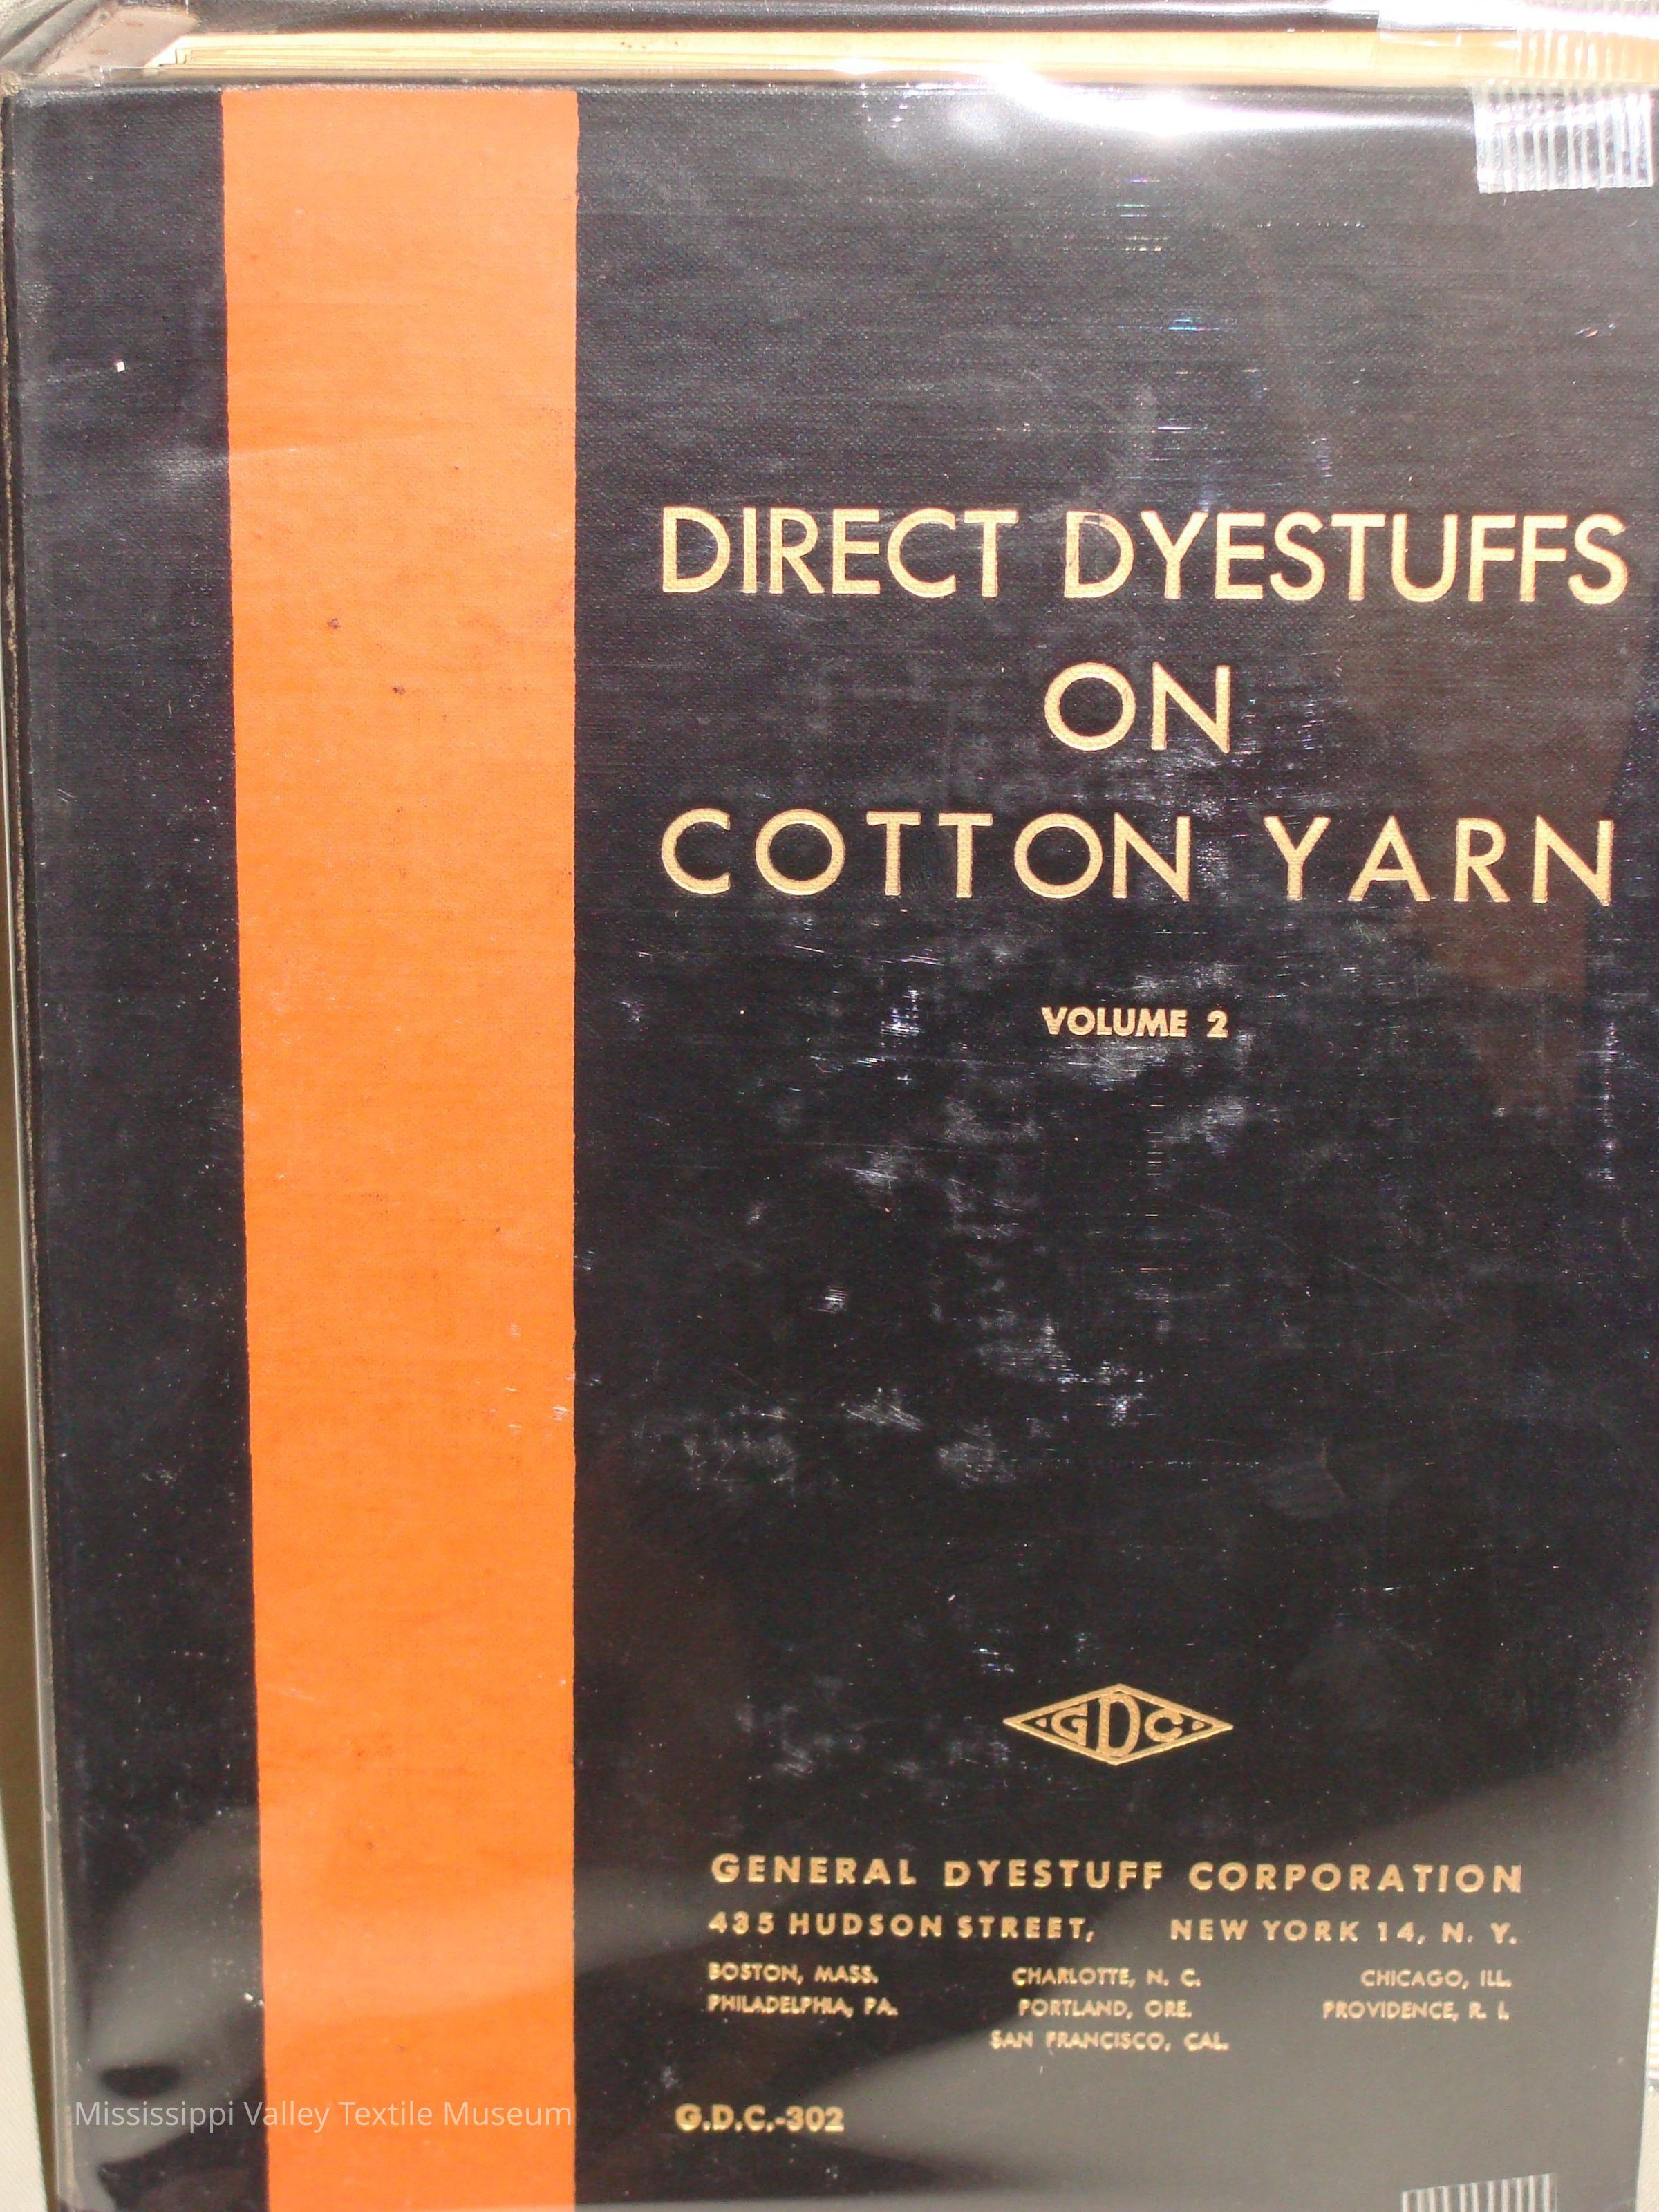 DIRECT DYESTUFFS
ON
COTTON YARN
VOLUME 2
GDC
GENERAL DYESTUFF CORPORATION
435 HUDSON STREET, NEW YORK 14, N. Y.
BOSTON, MASS. CHARLOTTE, N. C. CHICAGO, ILL.
PHILADELPHIA, PA. PORTLAND, ORE. PROVIDENCE, R. I.
SAN FRANCISCO, CAL.
G.D.C.-302
Mississippi Valley Textile Museum